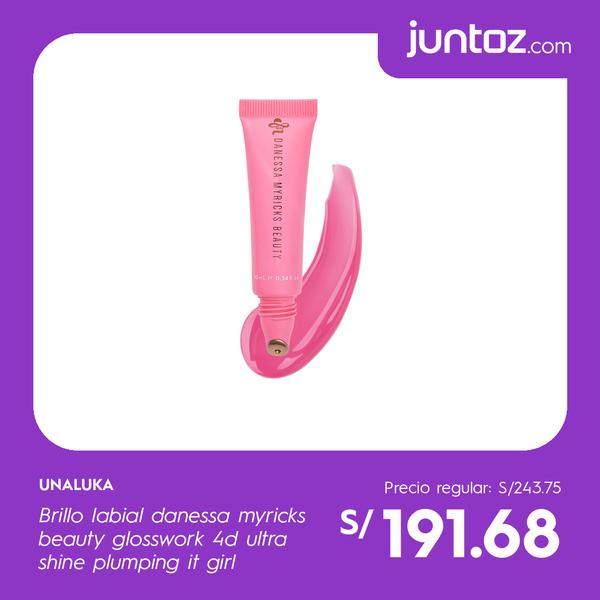 juntoz.com
DANESSA MYRICKS BEAUTY
UNALUKA
Brillo labial danessa myricks
beauty glosswork 4d ultra
shine plumping it girl
Precio regular: S/243.75
S/191.68